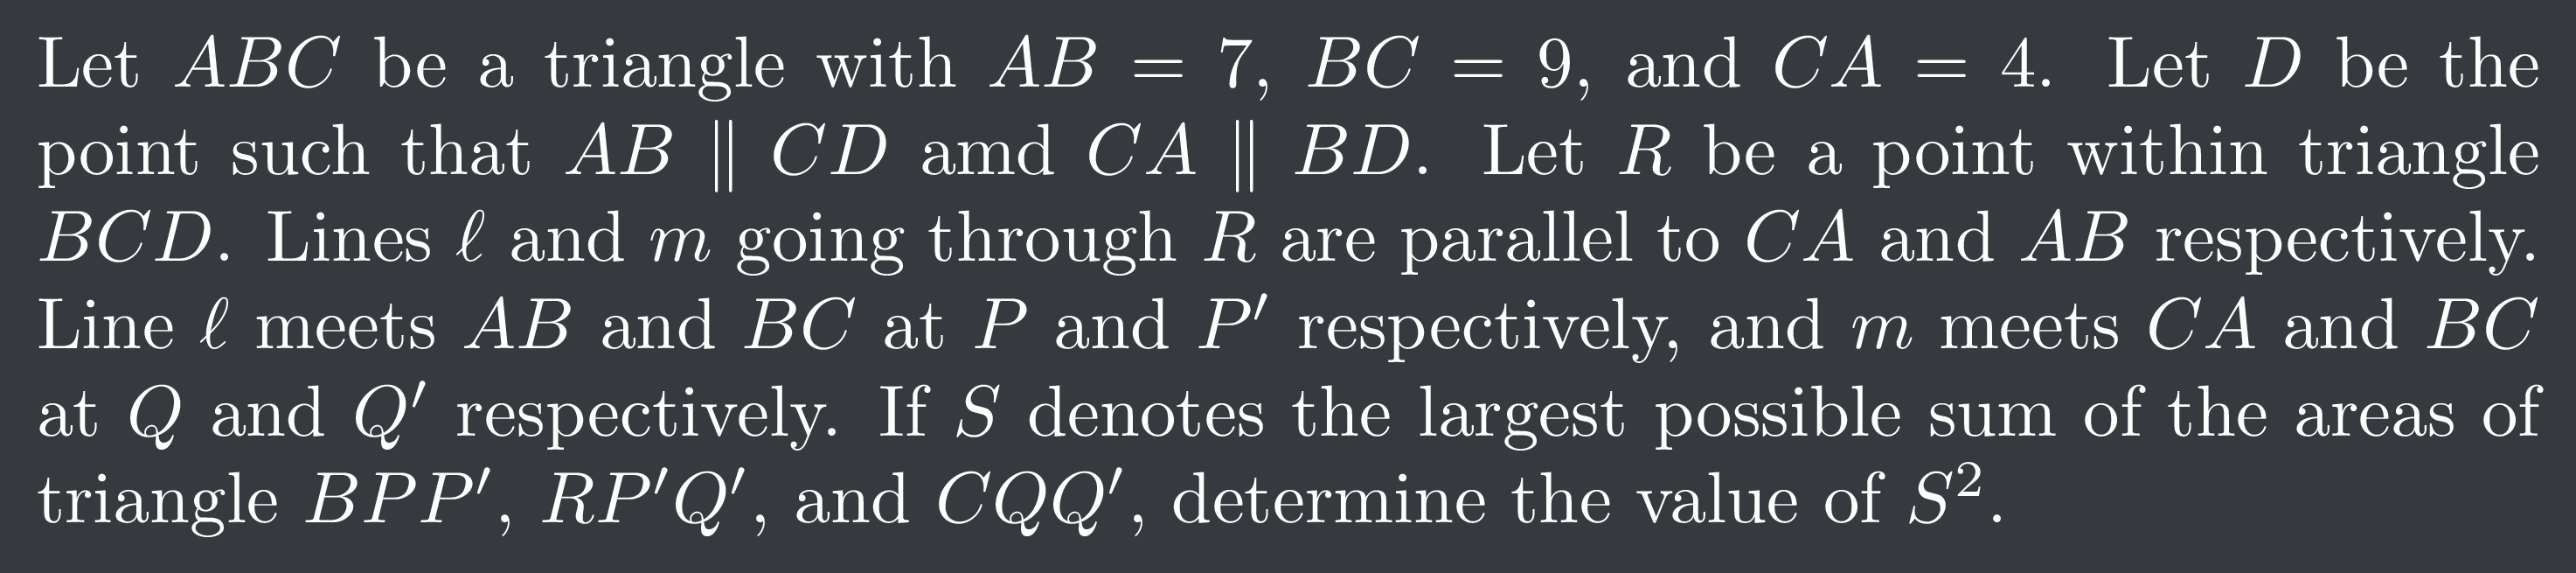 Let ABC be a triangle with AB = 7, BC = 9, and CA = 4. Let D be the
point such that AB ∥ CD amd CA ∥ BD. Let R be a point within triangle
BCD. Lines ℓ and m going through R are parallel to CA and AB respectively.
Line ℓ meets AB and BC at P and P′ respectively, and m meets CA and BC
at Q and Q′ respectively. If S denotes the largest possible sum of the areas of
triangle BPP′, RP′Q′, and CQQ′, determine the value of S².